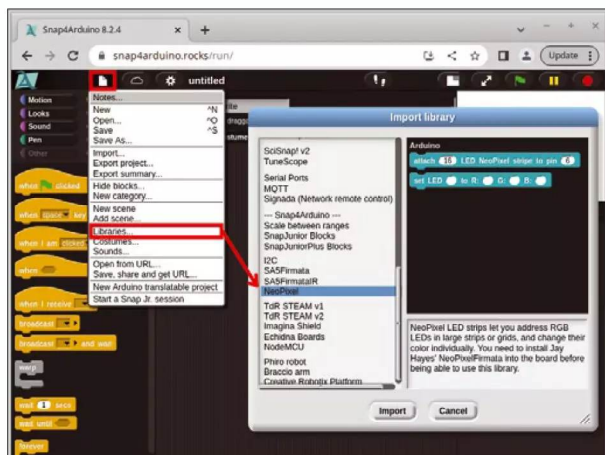 Snap4Arduino 8.2.4
snap4arduino.rocks/run/
Update
untitled
Motion
Looks
Sound
Pen
Other
when clicked
when space key
when I am clicked
when
when I receive
broadcast
broadcast and wait
warp
wait 1 secs
wait until
forever
Notes...
New ^N
Open... ^O
Save ^S
Save As...
Import...
Export project...
Export summary...
Hide blocks...
New category...
New scene
Add scene...
Libraries...
Costumes...
Sounds...
Open from URL...
Save, share and get URL...
New Arduino translatable project
Start a Snap Jr. session
Import library
SciSnap! v2
TuneScope
Serial Ports
MQTT
Signada (Network remote control)
--- Snap4Arduino ---
Scale between ranges
SnapJunior Blocks
SnapJuniorPlus Blocks
I2C
SA5Firmata
SA5FirmataIR
NeoPixel
TdR STEAM v1
TdR STEAM v2
Imagina Shield
Echidna Boards
NodeMCU
Phiro robot
Braccio arm
Creative Robotix Platform
Arduino
attach 16 LED NeoPixel stripe to pin 6
set LED to R: G: B:
NeoPixel LED strips let you address RGB
LEDs in large strips or grids, and change their
color individually. You need to install Jay
Hayes' NeoPixelFirmata into the board before
being able to use this library.
Import
Cancel